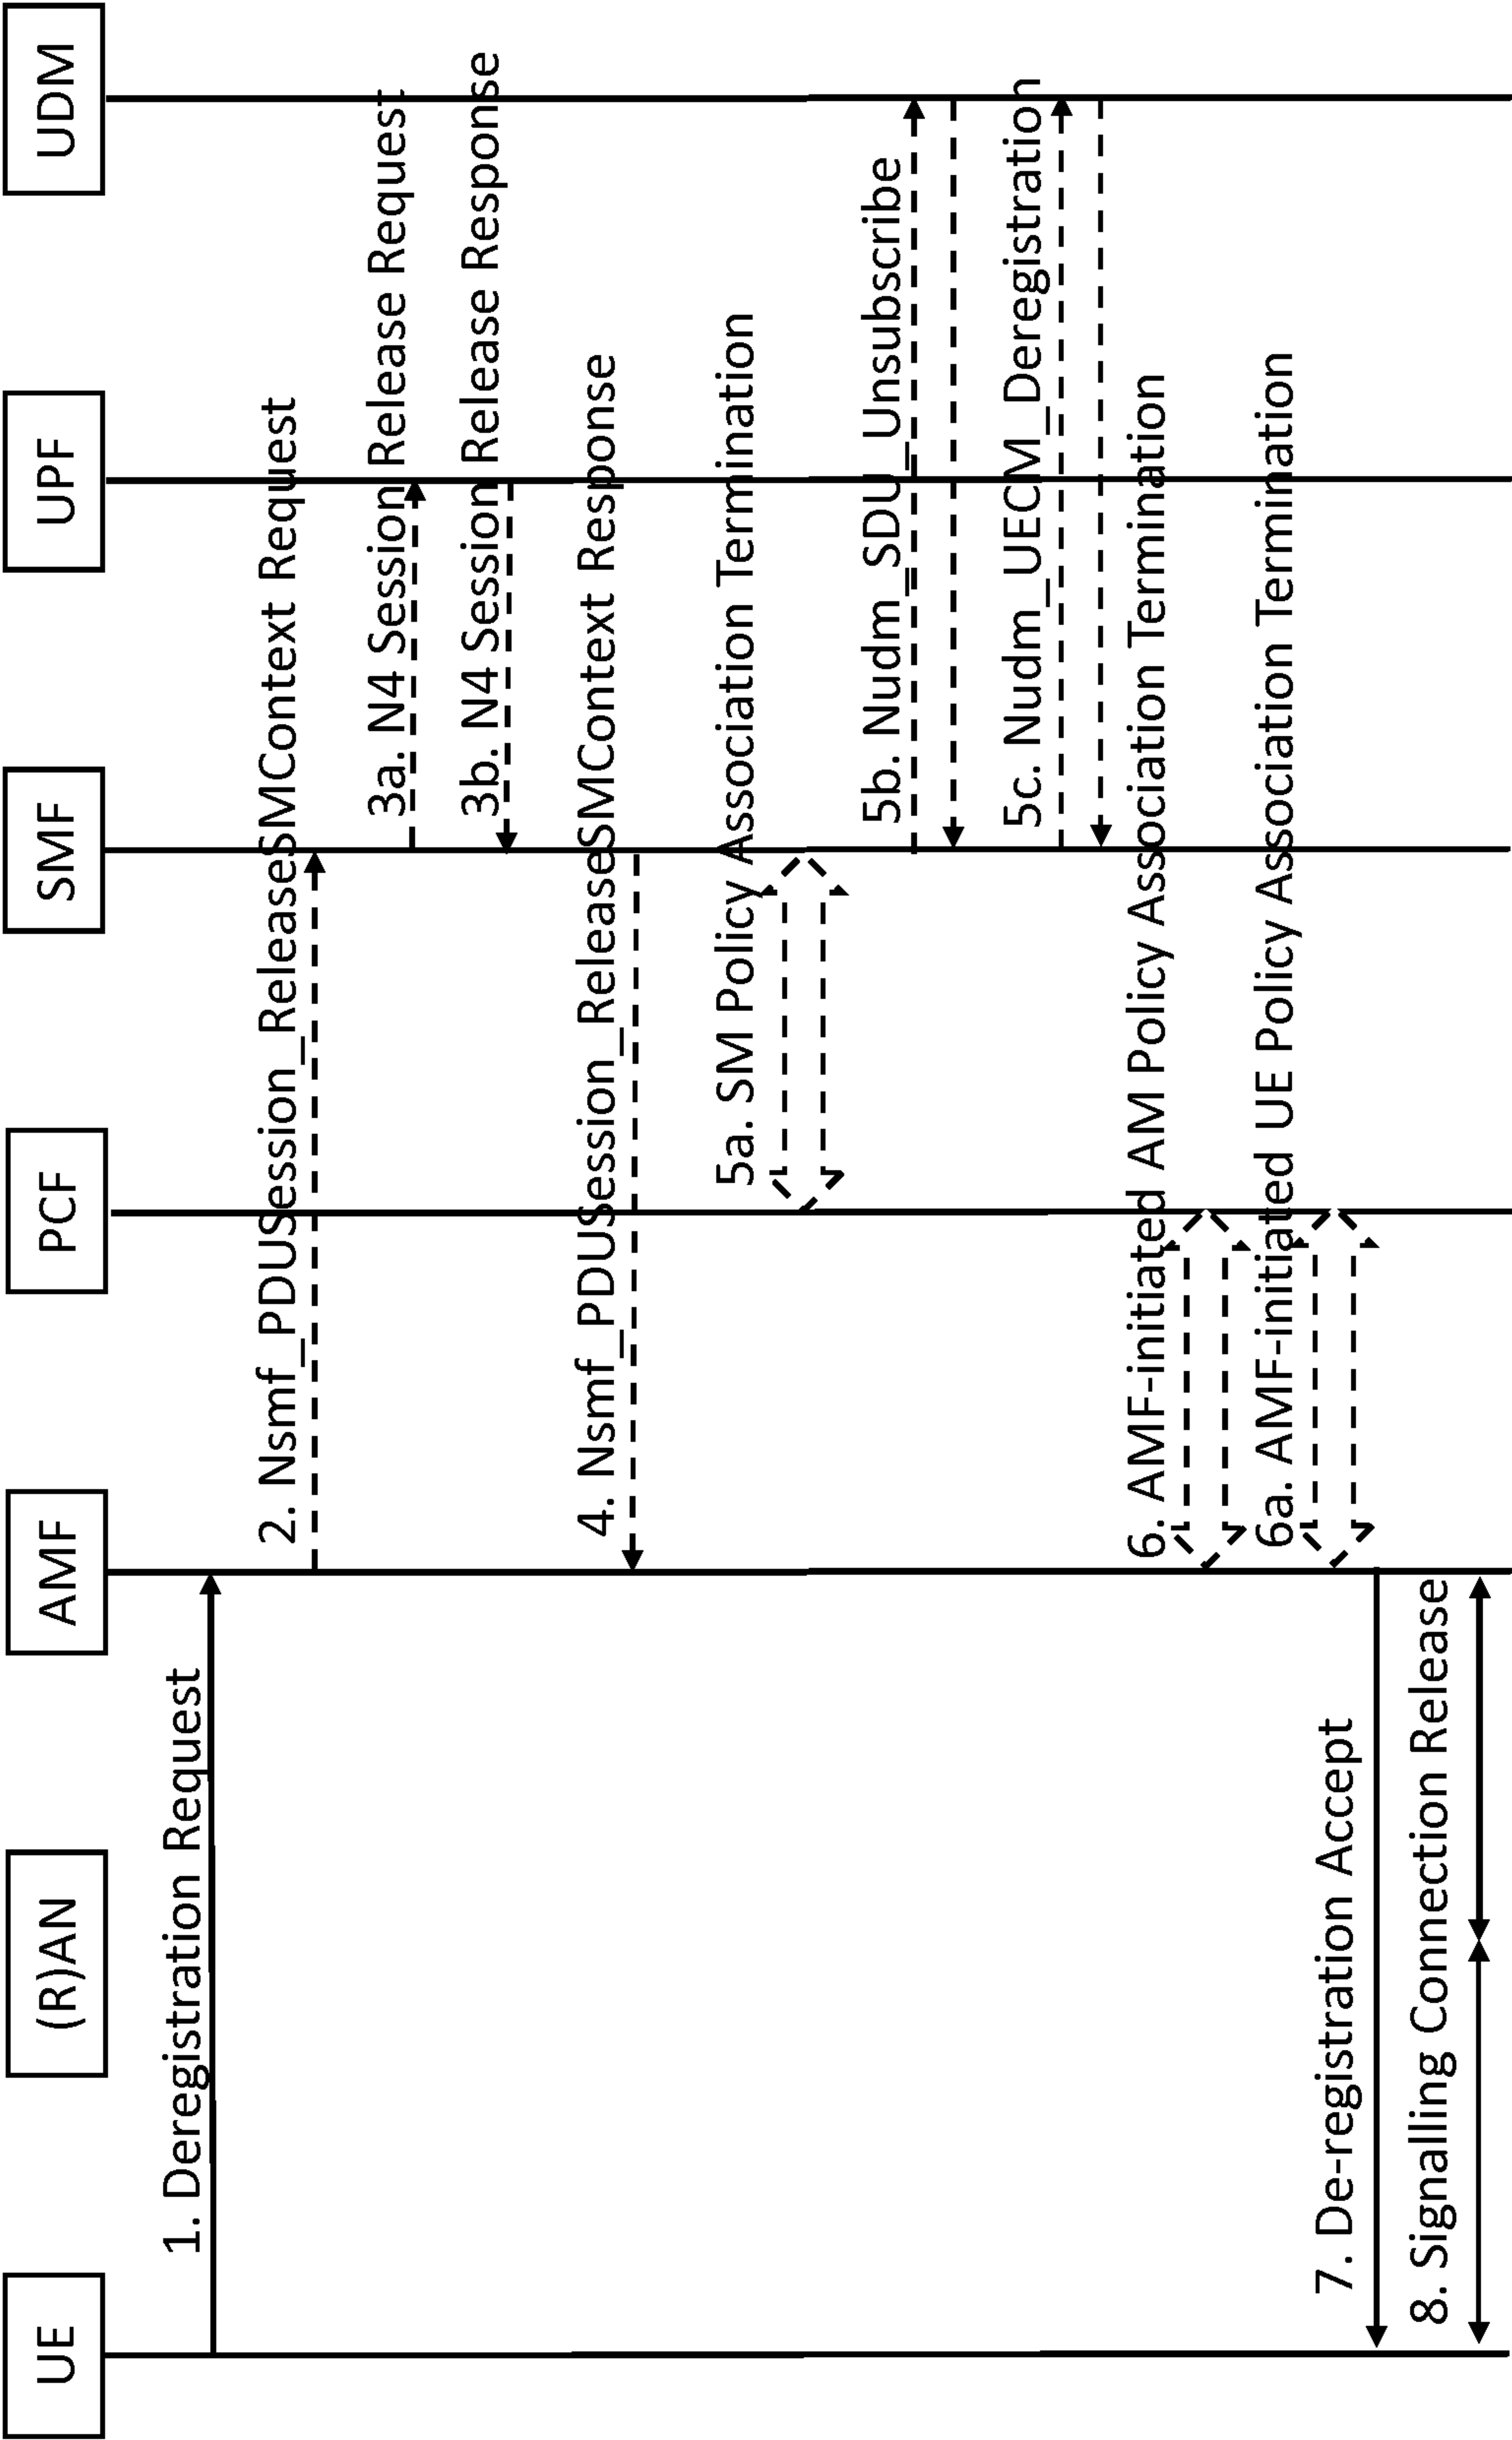 UE
(R)AN
AMF
PCF
SMF
UPF
UDM
1. Deregistration Request
2. Nsmf_PDUSession_ReleaseSMContext Request
3a. N4 Session Release Request
3b. N4 Session Release Response
4. Nsmf_PDUSession_ReleaseSMContext Response
5a. SM Policy Association Termination
5b. Nudm_SDU_Unsubscribe
5c. Nudm_UECM_Deregistration
6. AMF-initiated AM Policy Association Termination
6a. AMF-initiated UE Policy Association Termination
7. De-registration Accept
8. Signalling Connection Release